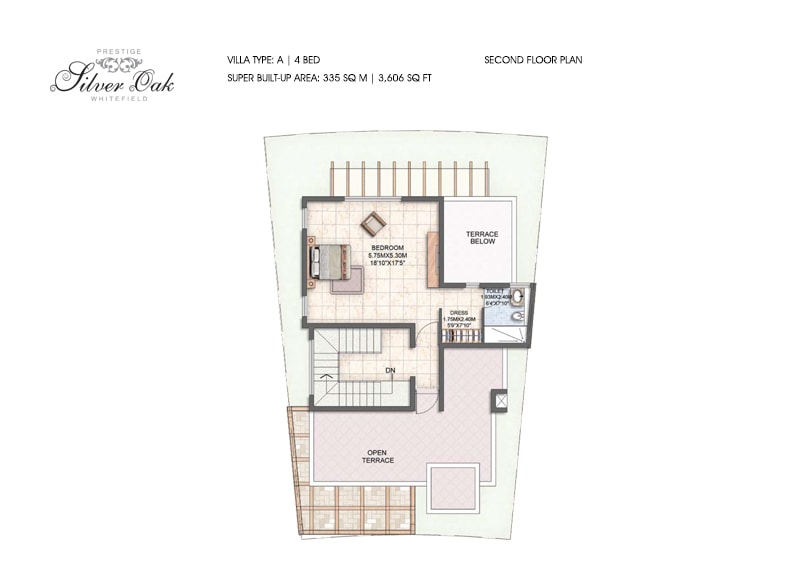 PRESTIGE
Silver Oak
WHITEFIELD
VILLA TYPE: A | 4 BED
SUPER BUILT-UP AREA: 335 SQ M | 3,606 SQ FT
SECOND FLOOR PLAN
TERRACE
BELOW
BEDROOM
5.75MX5.30M
18'10"X17'5"
TOILET
1.93MX2.40M
6'4"X7'10"
DRESS
1.75MX2.40M
5'9"X7'10"
DN
OPEN
TERRACE